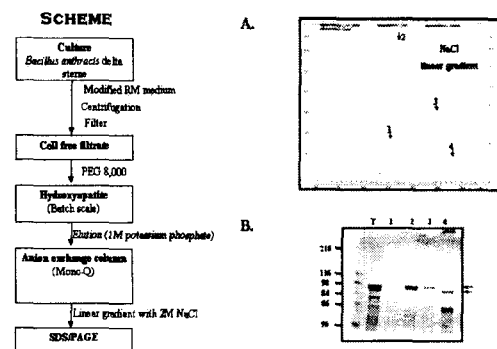 SCHEME
Culture
Bacillus anthracis delta
sterne
Modified RM medium
Centrifugation
Filter
Cell free filtrate
PEG 8,000
Hydroxyapatite
(Batch scale)
Elution (1M potassium phosphate)
Anion exchange column
(Mono-Q)
Linear gradient with 2M NaCl
SDS/PAGE
A.
NaCl
linear gradient
3
4
B.
T 1 2 3 4
116
98
84